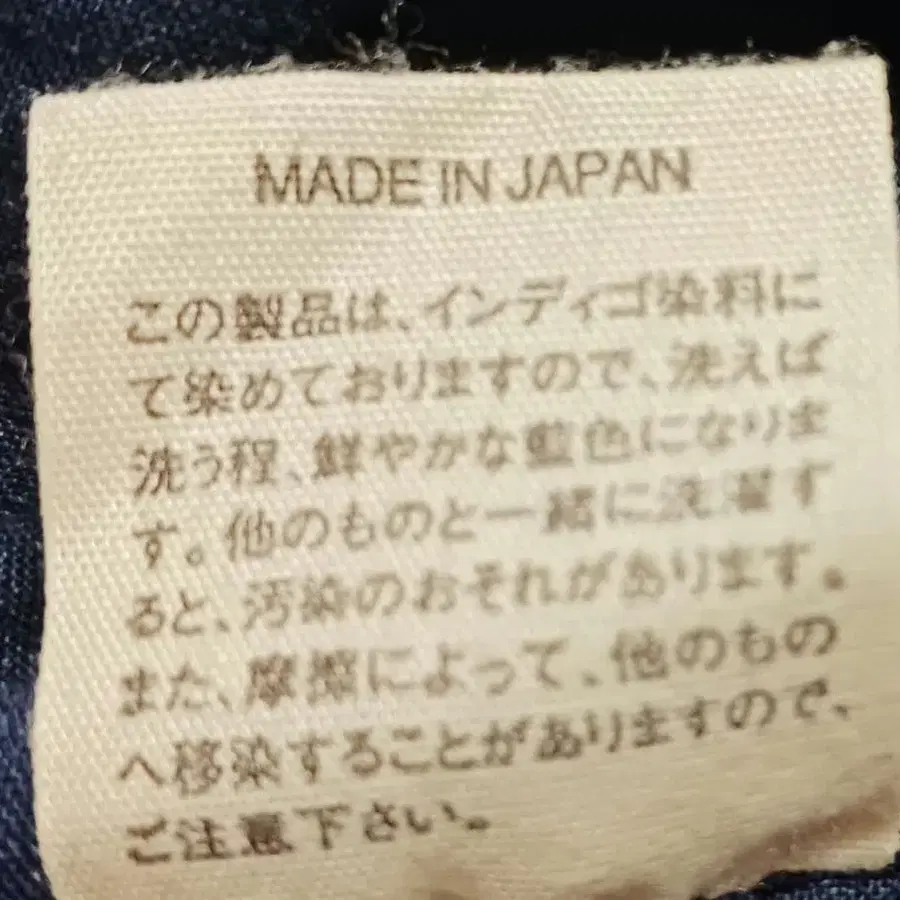 MADE IN JAPAN
この製品は、インディゴ染料に
て染めておりますので、洗えば
洗う程、鮮やかな藍色になりま
す。他のものと一緒に洗濯す
ると、汚染のおそれがあります。
また、摩擦によって、他のもの
へ移染することがありますので、
ご注意下さい。